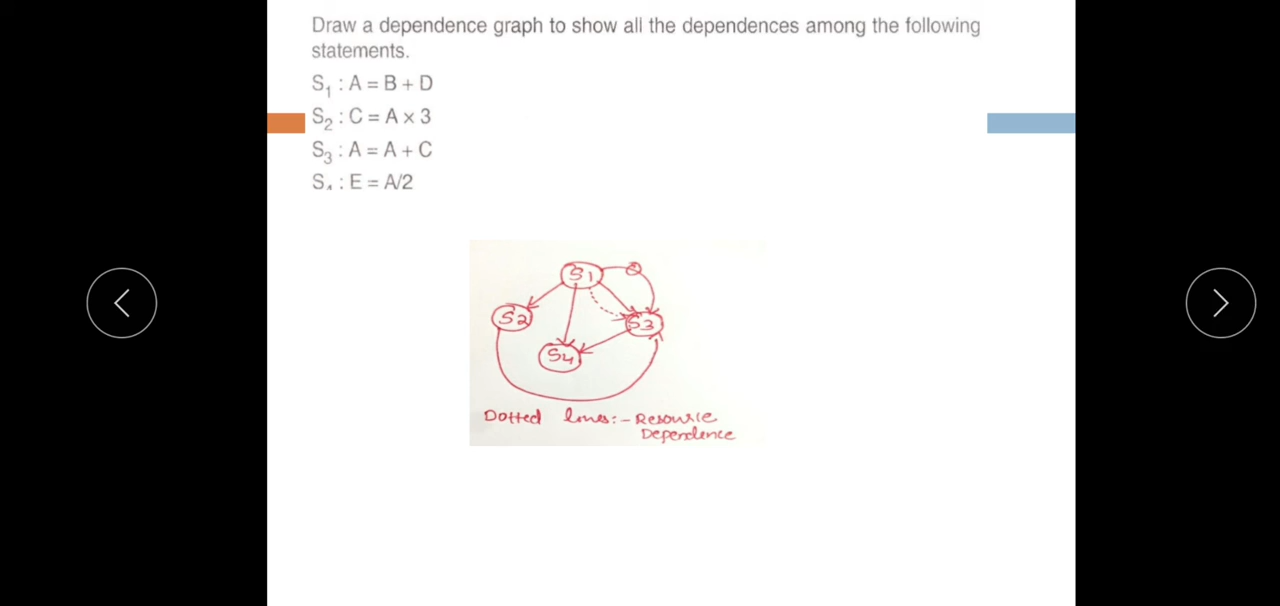 Draw a dependence graph to show all the dependences among the following
statements.
S₁ : A = B + D
S₂ : C = A × 3
S₃ : A = A + C
S₄ : E = A/2
S1
S2
S3
S4
Dotted lines:- Resource
Dependence